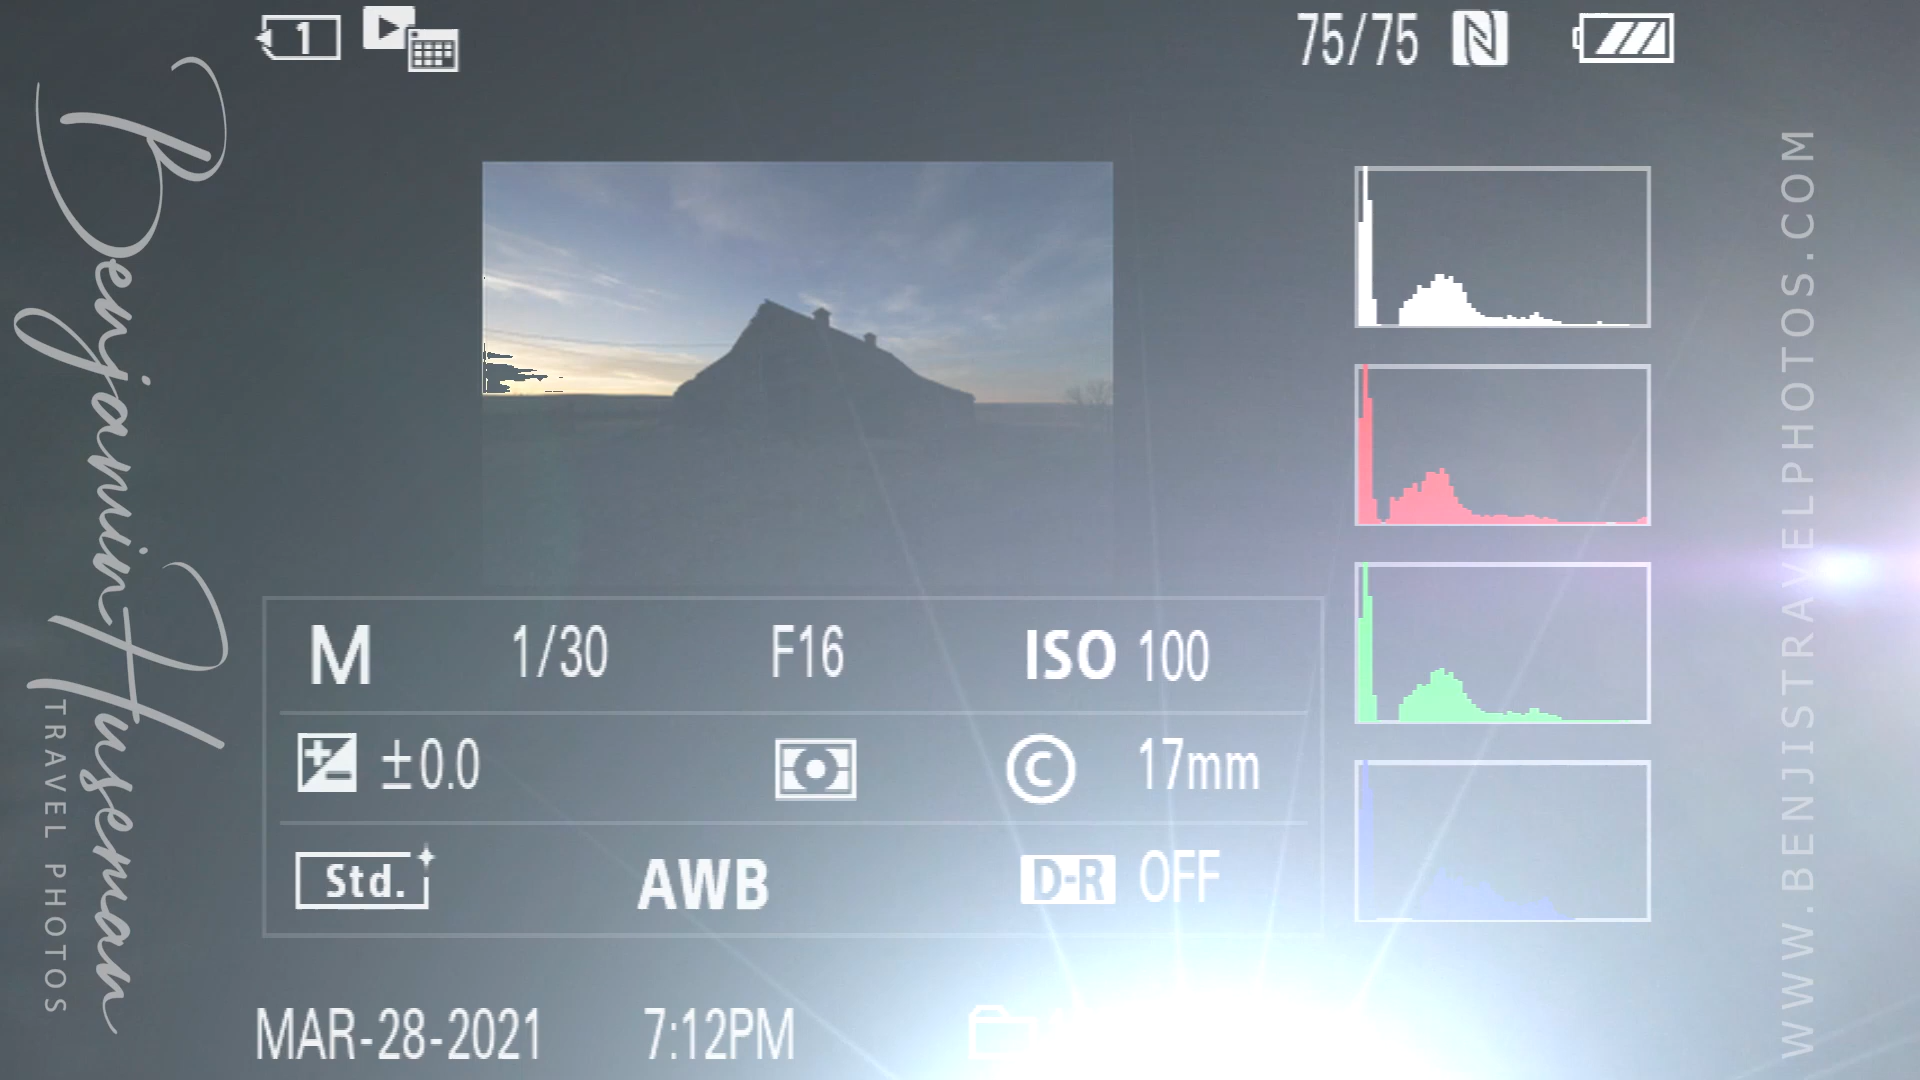 1
75/75
N
Benjamin Huseman
TRAVEL PHOTOS
M 1/30 F16 ISO 100
±0.0 C 17mm
Std. AWB D-R OFF
MAR-28-2021 7:12PM
WWW.BENJISTRAVELPHOTOS.COM